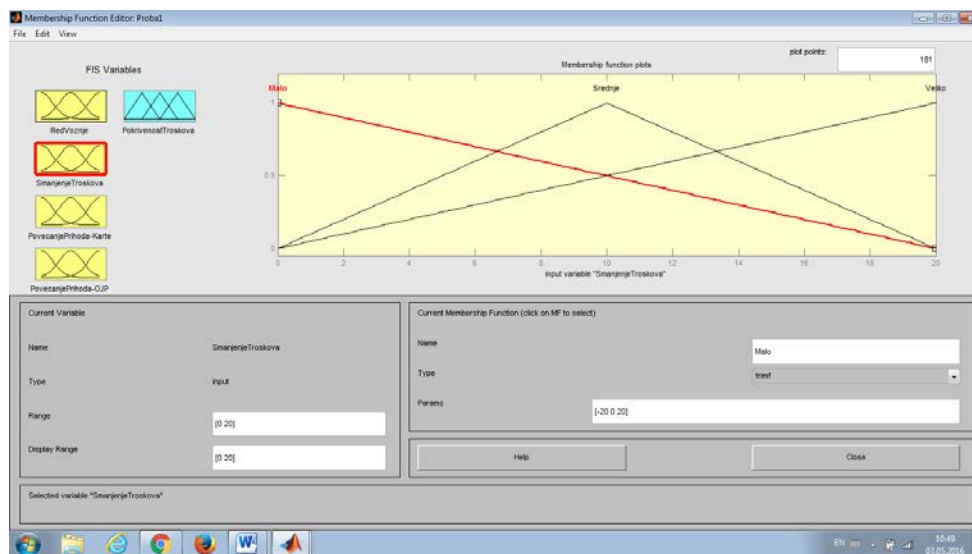 Membership Function Editor: Proba1
File Edit View
FIS Variables
RedVoznje
PokrivenostTroskova
SmanjenjeTroskova
PovecanjePrihoda-Karte
PovecanjePrihoda-OJP
plot points:
181
Membership function plots
Malo
Srednje
Veliko
1
0.5
0
0 2 4 6 8 10 12 14 16 18 20
input variable "SmanjenjeTroskova"
Current Variable
Name SmanjenjeTroskova
Type input
Range [0 20]
Display Range [0 20]
Current Membership Function (click on MF to select)
Name Malo
Type trimf
Params [-20 0 20]
Help Close
Selected variable "SmanjenjeTroskova"
EN
16:49